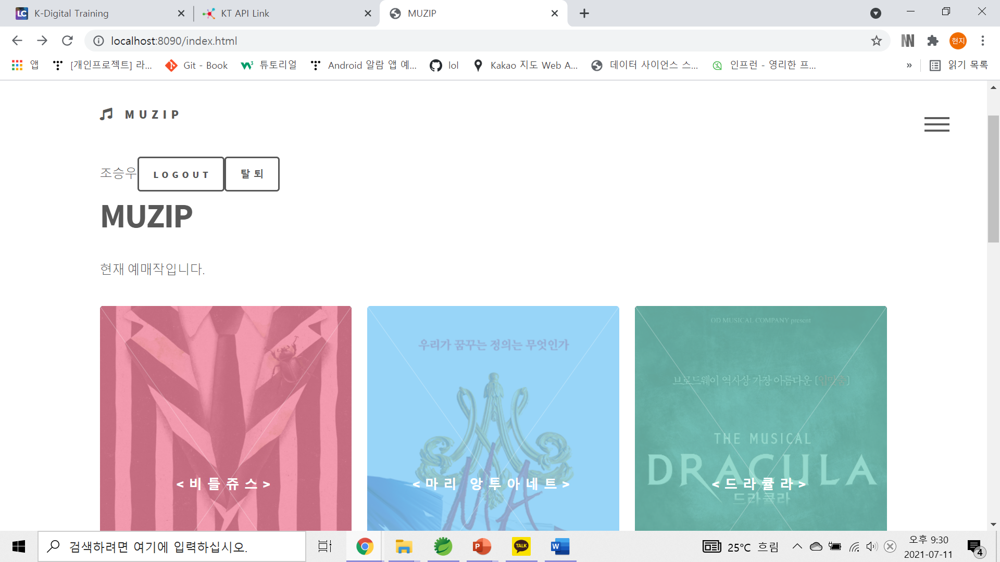 K-Digital Training
KT API Link
MUZIP
localhost:8090/index.html
현지
앱
[개인프로젝트] 라...
Git - Book
튜토리얼
Android 알람 앱 예...
lol
Kakao 지도 Web A...
데이터 사이언스 스...
인프런 - 영리한 프...
»
읽기 목록
MUZIP
조승우
LOGOUT
탈퇴
MUZIP
현재 예매작입니다.
<비틀쥬스>
우리가 꿈꾸는 정의는 무엇인가
MA
<마리 앙투아네트>
OD MUSICAL COMPANY present
브로드웨이 역사상 가장 아름다운 [입맞춤]
THE MUSICAL
DRACULA
<드라큘라>
드라큘라
검색하려면 여기에 입력하십시오.
TALK
25°C 흐림
오후 9:30
2021-07-11
4